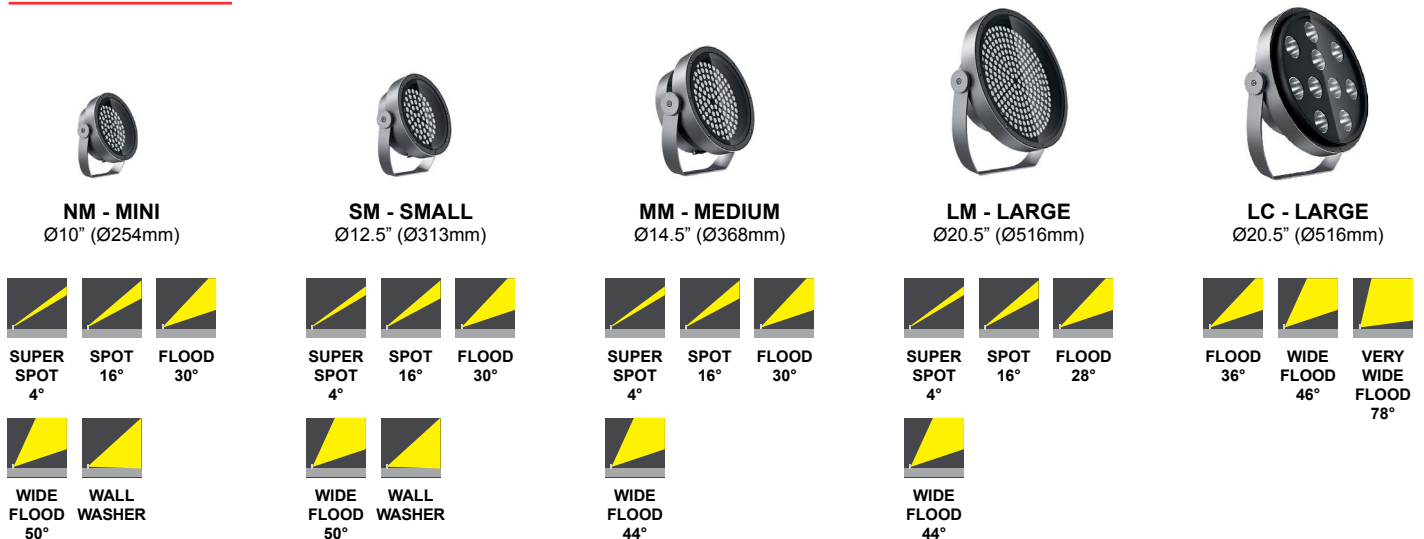 NM - MINI
Ø10” (Ø254mm)
SUPER
SPOT
4°
SPOT
16°
FLOOD
30°
WIDE
FLOOD
50°
WALL
WASHER
SM - SMALL
Ø12.5” (Ø313mm)
SUPER
SPOT
4°
SPOT
16°
FLOOD
30°
WIDE
FLOOD
50°
WALL
WASHER
MM - MEDIUM
Ø14.5” (Ø368mm)
SUPER
SPOT
4°
SPOT
16°
FLOOD
30°
WIDE
FLOOD
44°
LM - LARGE
Ø20.5” (Ø516mm)
SUPER
SPOT
4°
SPOT
16°
FLOOD
28°
WIDE
FLOOD
44°
LC - LARGE
Ø20.5” (Ø516mm)
FLOOD
36°
WIDE
FLOOD
46°
VERY
WIDE
FLOOD
78°